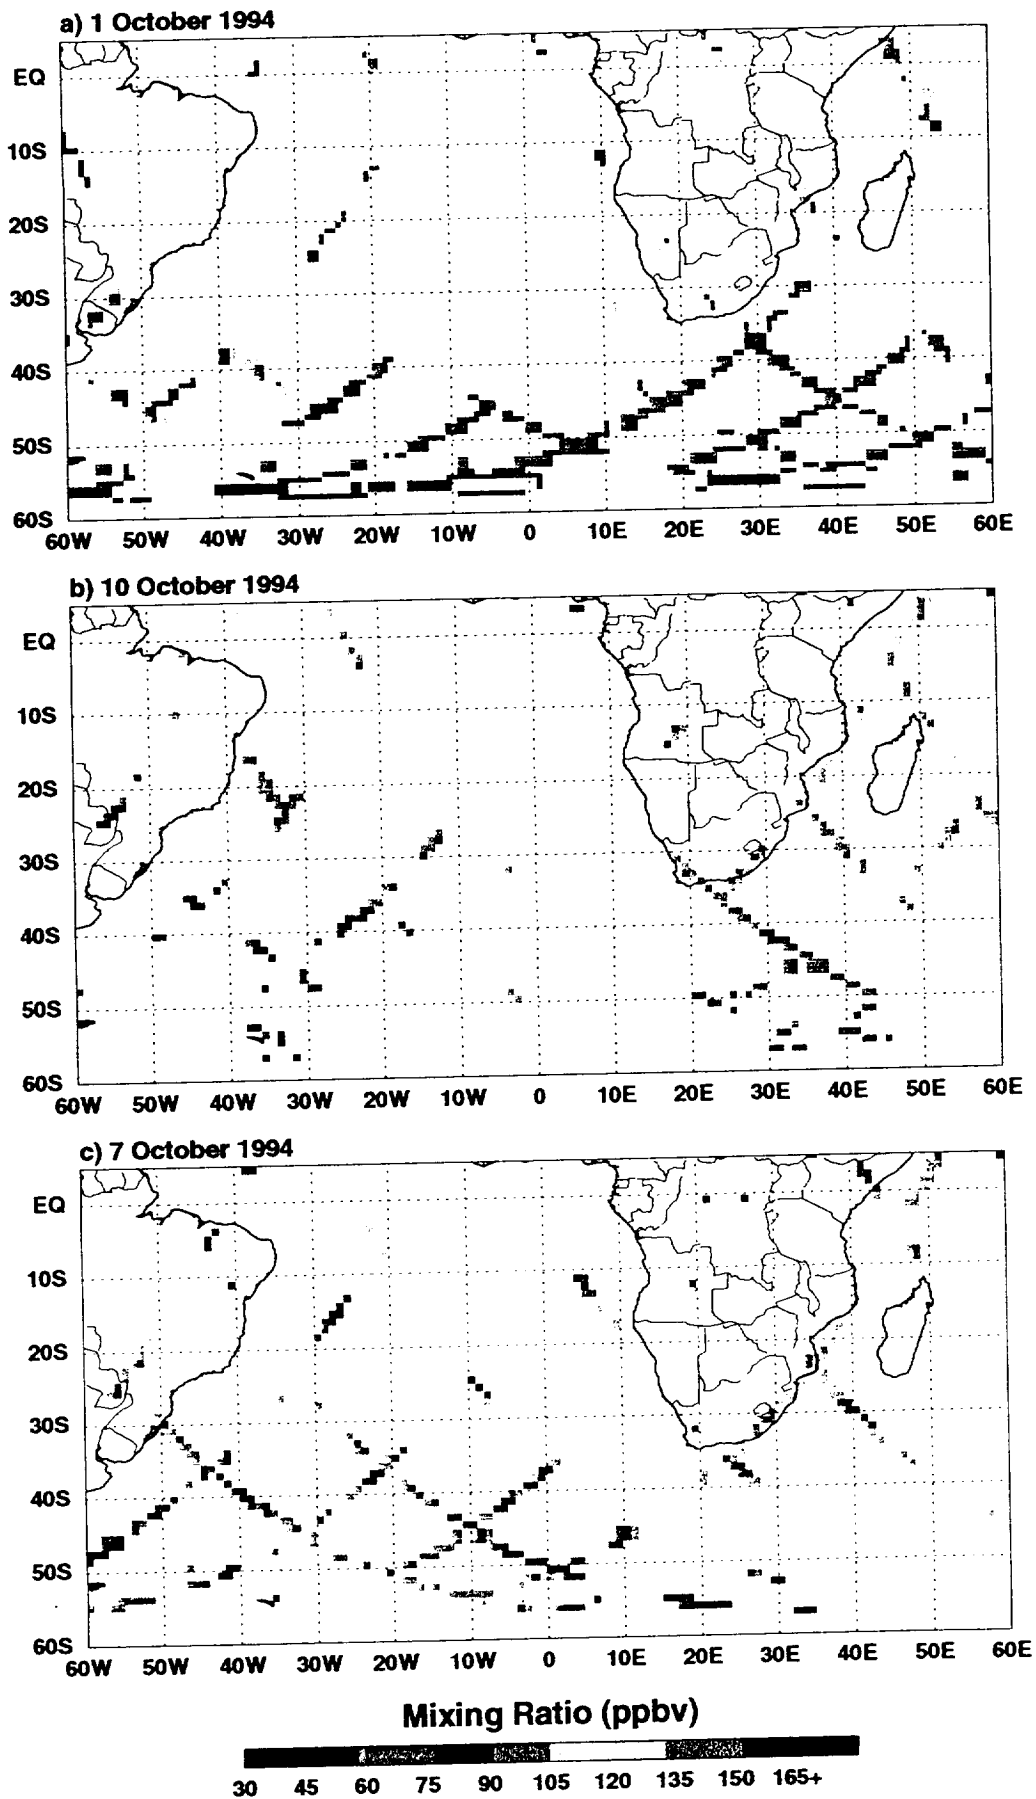 a) 1 October 1994
EQ
10S
20S
30S
40S
50S
60S
60W 50W 40W 30W 20W 10W 0 10E 20E 30E 40E 50E 60E
b) 10 October 1994
EQ
10S
20S
30S
40S
50S
60S
60W 50W 40W 30W 20W 10W 0 10E 20E 30E 40E 50E 60E
c) 7 October 1994
EQ
10S
20S
30S
40S
50S
60S
60W 50W 40W 30W 20W 10W 0 10E 20E 30E 40E 50E 60E
Mixing Ratio (ppbv)
30 45 60 75 90 105 120 135 150 165+